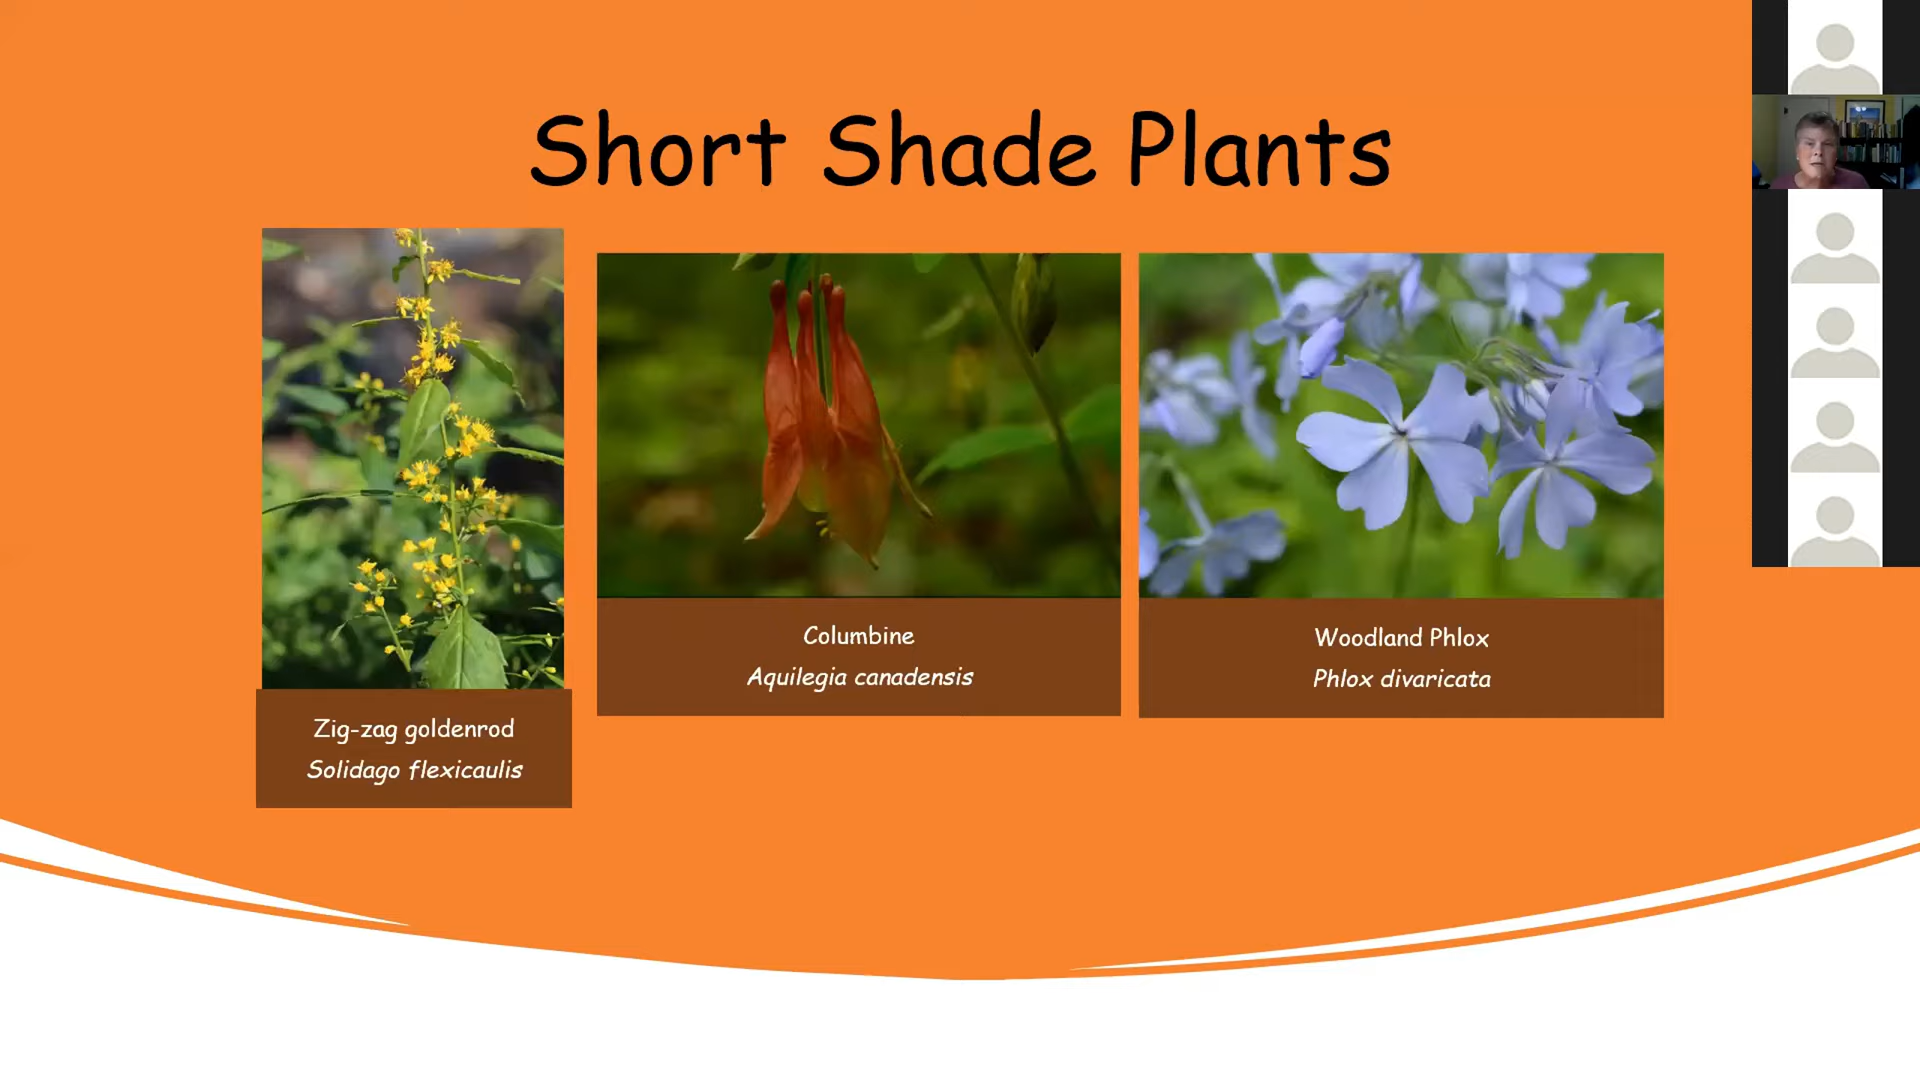 Short Shade Plants
Zig-zag goldenrod
Solidago flexicaulis
Columbine
Aquilegia canadensis
Woodland Phlox
Phlox divaricata